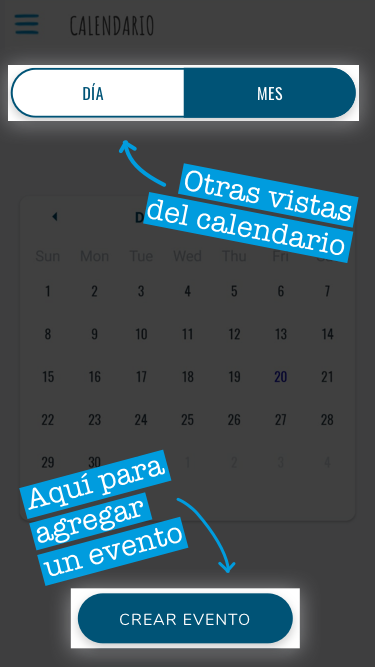 CALENDARIO
DÍA MES
Otras vistas
del calendario
D
Sun Mon Tue Wed Thu Fri
1 2 3 4 5 6 7
8 9 10 11 12 13 14
15 16 17 18 19 20 21
22 23 24 25 26 27 28
29 30 1 2 3 4
Aquí para
agregar
un evento
CREAR EVENTO